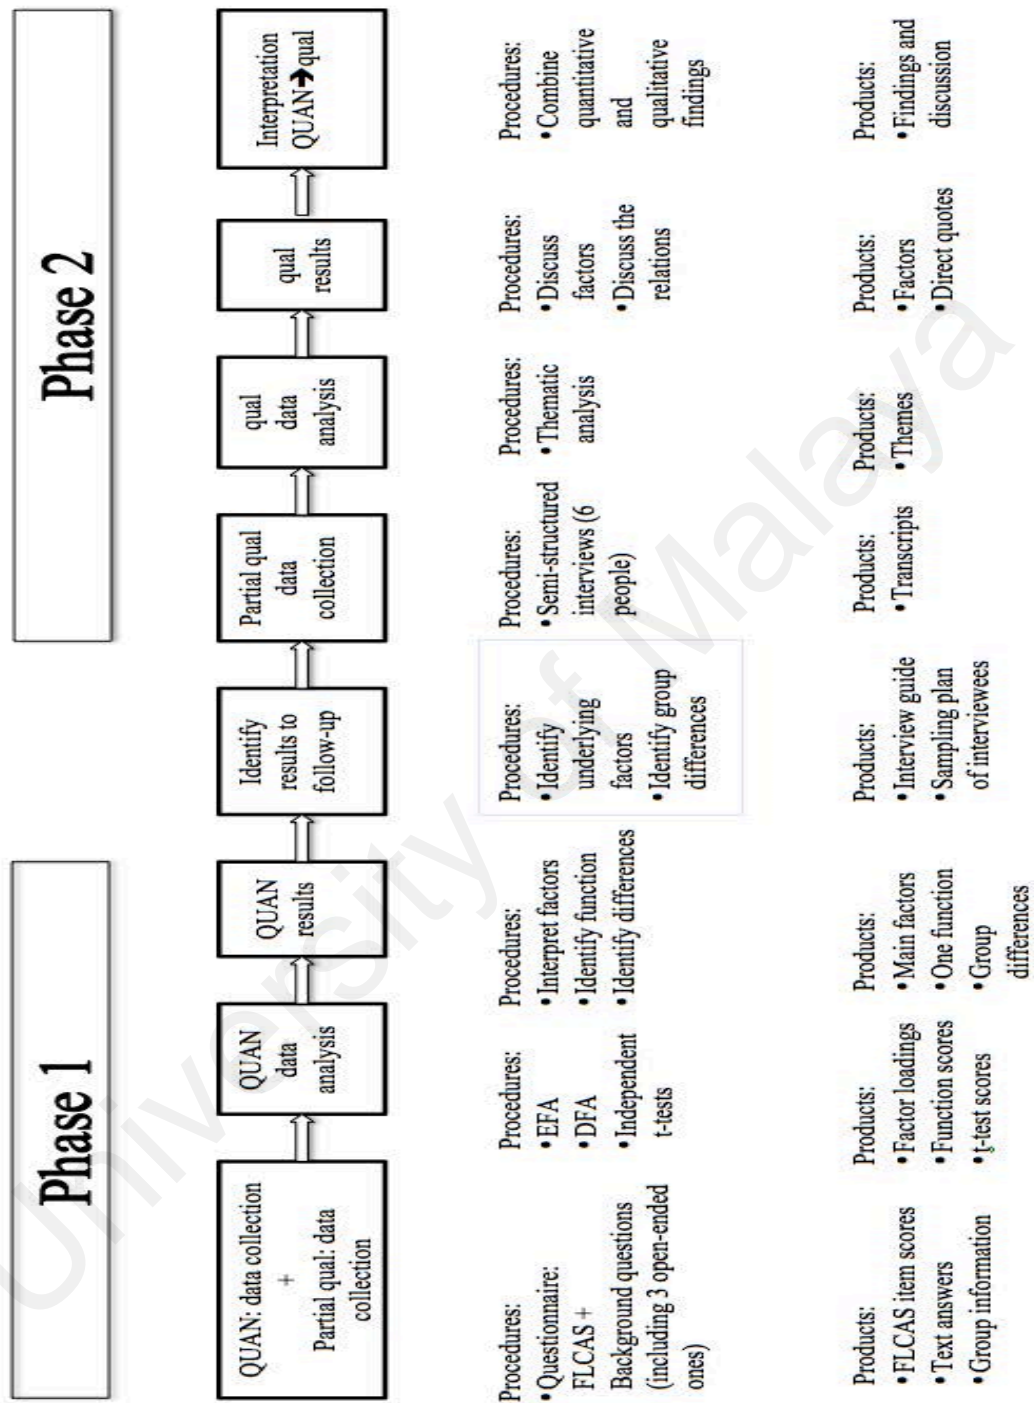 Phase 1
Phase 2
QUAN: data collection
+
Partial qual: data
collection
QUAN
data
analysis
QUAN
results
Identify
results to
follow-up
Partial qual
data
collection
qual
data
analysis
qual
results
Interpretation
QUAN➔qual
Procedures:
•Questionnaire:
FLCAS +
Background questions
(including 3 open-ended
ones)
Procedures:
•EFA
•DFA
•Independent
t-tests
Procedures:
•Interpret factors
•Identify function
•Identify differences
Procedures:
•Identify
underlying
factors
•Identify group
differences
Procedures:
•Semi-structured
interviews (6
people)
Procedures:
•Thematic
analysis
Procedures:
•Discuss
factors
•Discuss the
relations
Procedures:
•Combine
quantitative
and
qualitative
findings
Products:
•FLCAS item scores
•Text answers
•Group information
Products:
•Factor loadings
•Function scores
•t-test scores
Products:
•Main factors
•One function
•Group
differences
Products:
•Interview guide
•Sampling plan
of interviewees
Products:
•Transcripts
Products:
•Themes
Products:
•Factors
•Direct quotes
Products:
•Findings and
discussion
University of Malaya